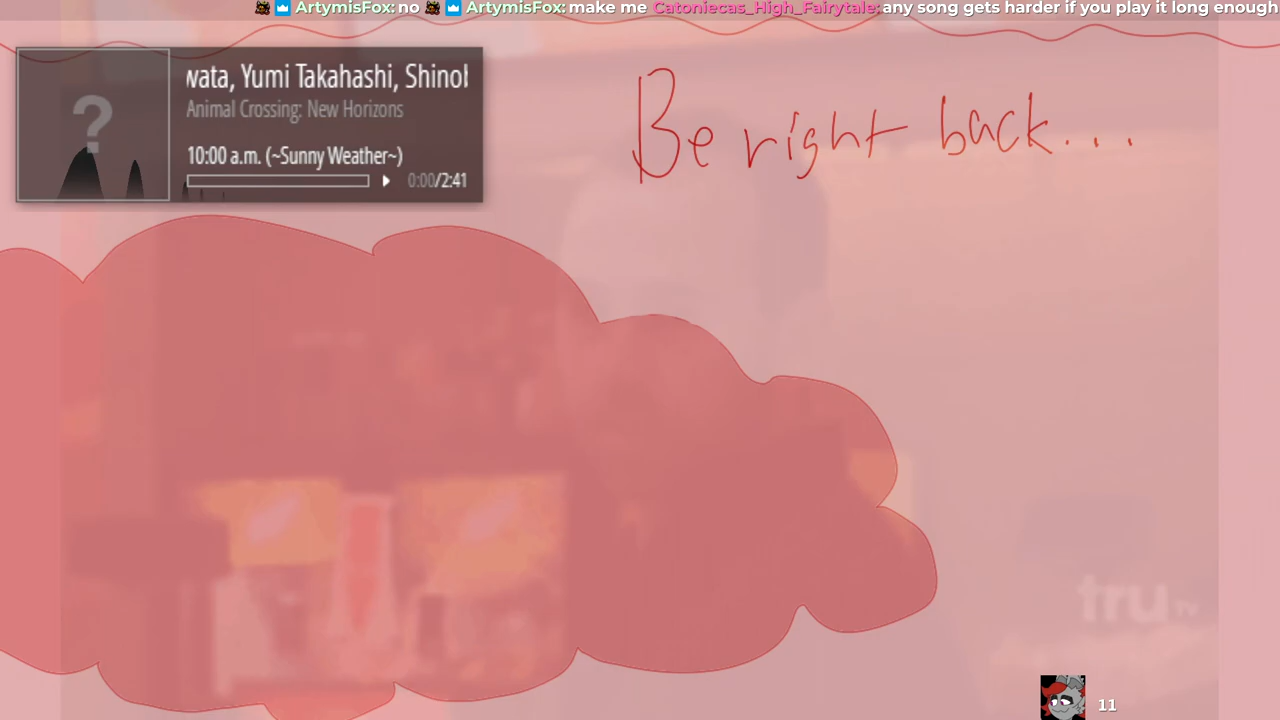 ArtymisFox: no ArtymisFox: make me Catoniecas_High_Fairytale: any song gets harder if you play it long enough
wata, Yumi Takahashi, Shinol
Animal Crossing: New Horizons
10:00 a.m. (~Sunny Weather~)
0:00/2:41
?
Be right back...
tru TV
11